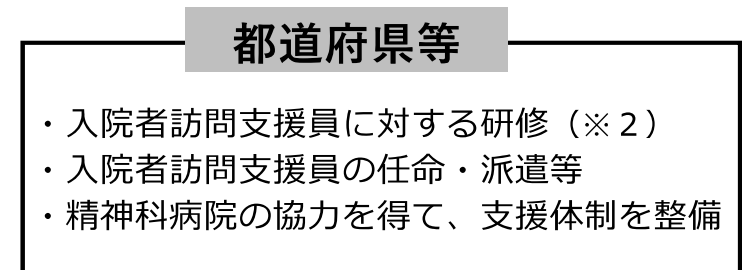 都道府県等
・入院者訪問支援員に対する研修（※２）
・入院者訪問支援員の任命・派遣等
・精神科病院の協力を得て、支援体制を整備